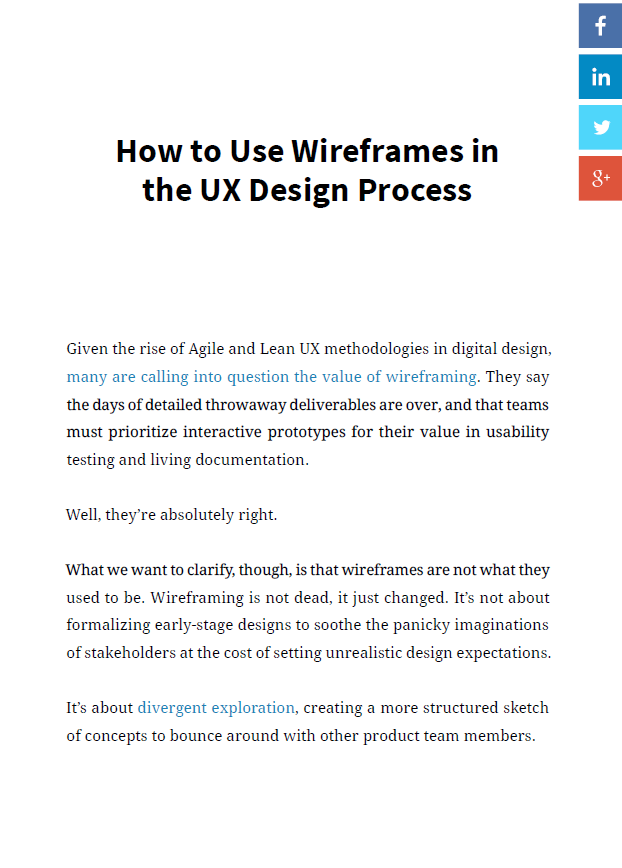 f
in
g+
How to Use Wireframes in
the UX Design Process
Given the rise of Agile and Lean UX methodologies in digital design,
many are calling into question the value of wireframing. They say
the days of detailed throwaway deliverables are over, and that teams
must prioritize interactive prototypes for their value in usability
testing and living documentation.
Well, they’re absolutely right.
What we want to clarify, though, is that wireframes are not what they
used to be. Wireframing is not dead, it just changed. It’s not about
formalizing early-stage designs to soothe the panicky imaginations
of stakeholders at the cost of setting unrealistic design expectations.
It’s about divergent exploration, creating a more structured sketch
of concepts to bounce around with other product team members.